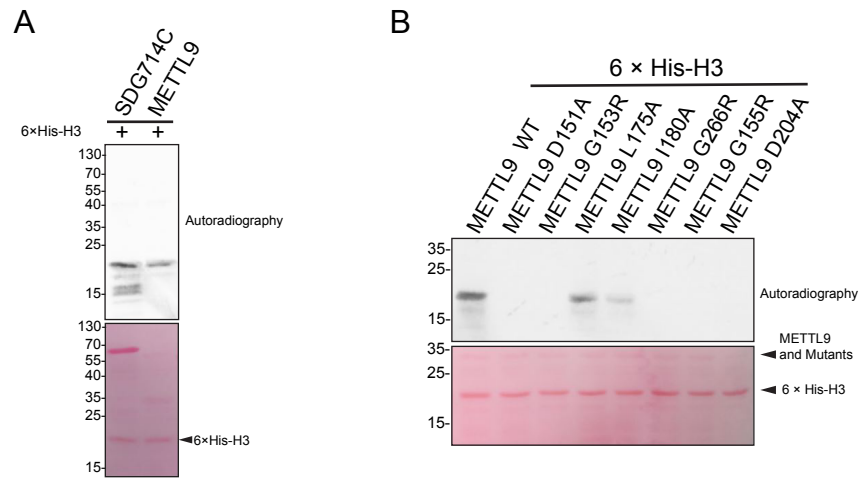 A
SDG714C
METTL9
6×His-H3
+
+
130-
70-
55-
40-
35-
25-
15-
Autoradiography
130-
70-
55-
40-
35-
25-
15-
6×His-H3
B
6 × His-H3
METTL9 WT
METTL9 D151A
METTL9 G153R
METTL9 L175A
METTL9 I180A
METTL9 G266R
METTL9 G155R
METTL9 D204A
35-
25-
15-
Autoradiography
35-
25-
15-
METTL9
and Mutants
6 × His-H3